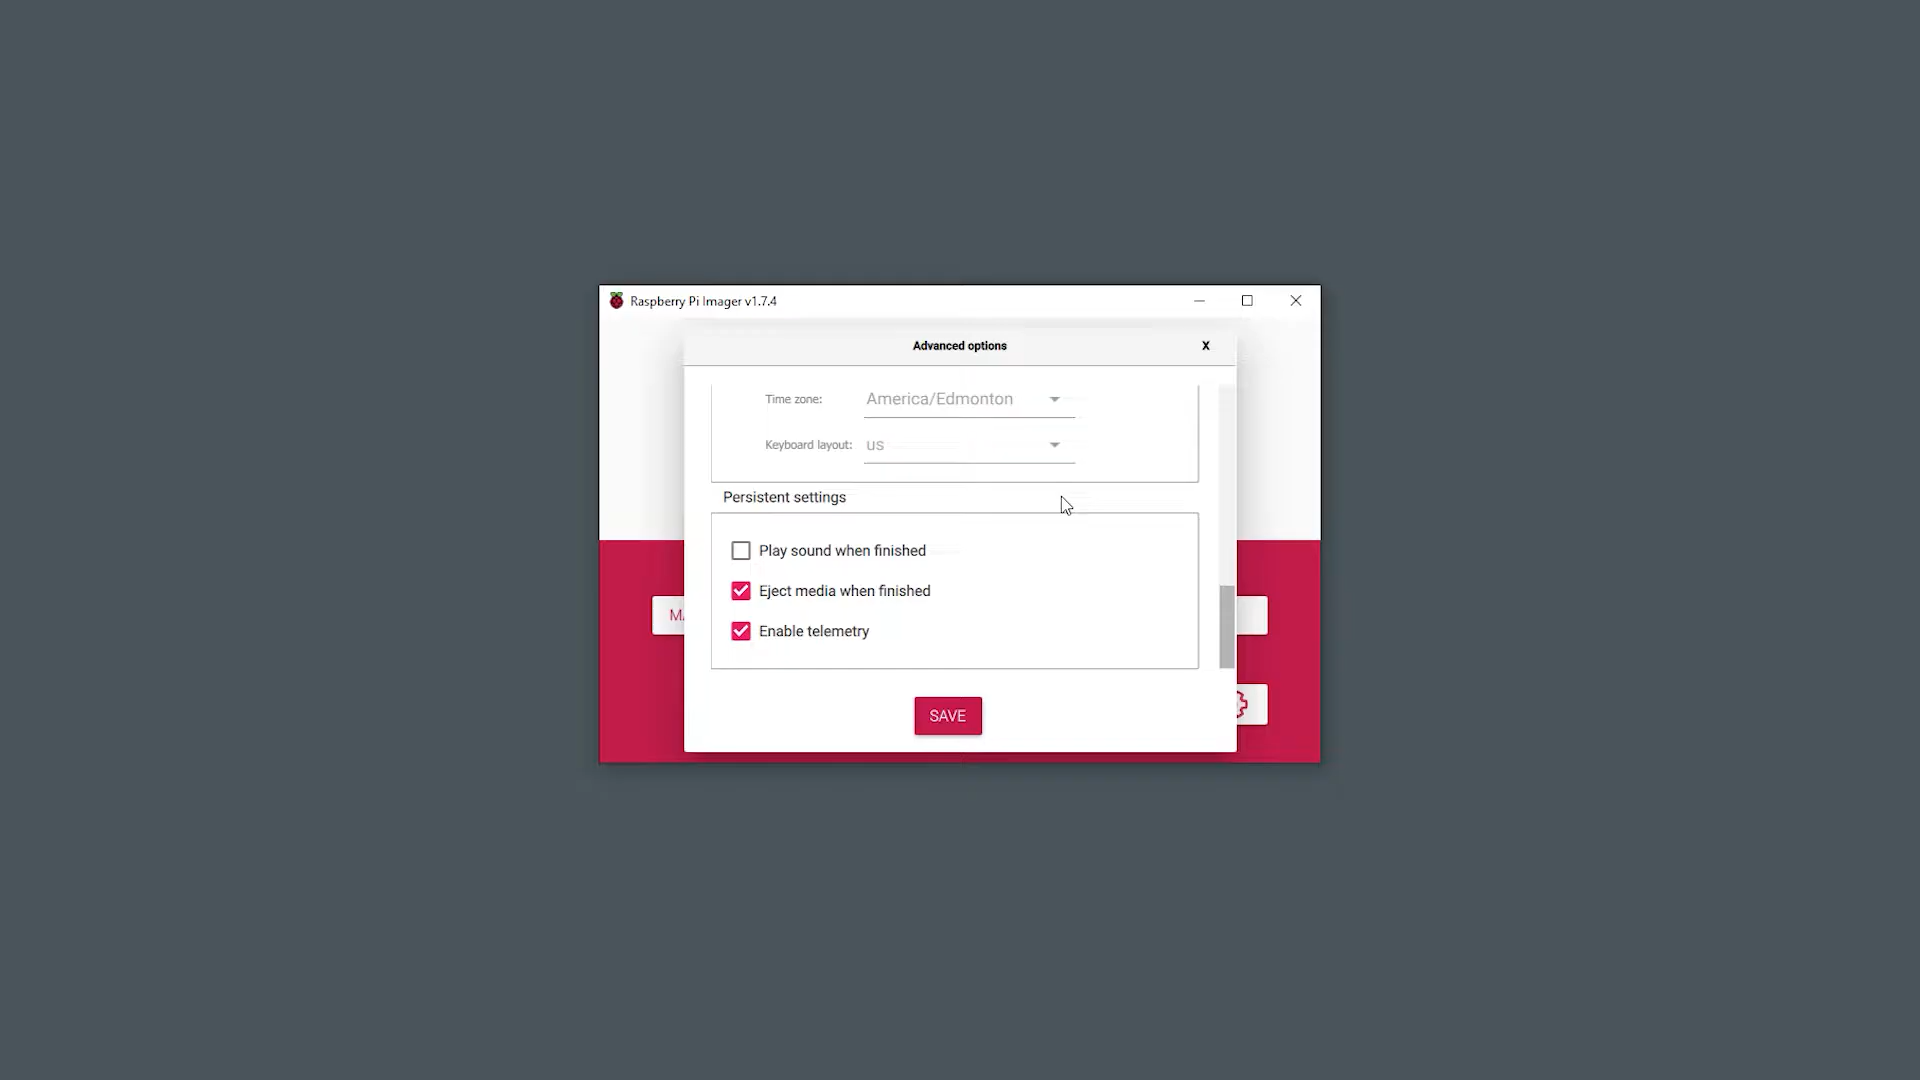 Raspberry Pi Imager v1.7.4
Advanced options X
Time zone: America/Edmonton
Keyboard layout: us
Persistent settings
Play sound when finished
Eject media when finished
Enable telemetry
SAVE